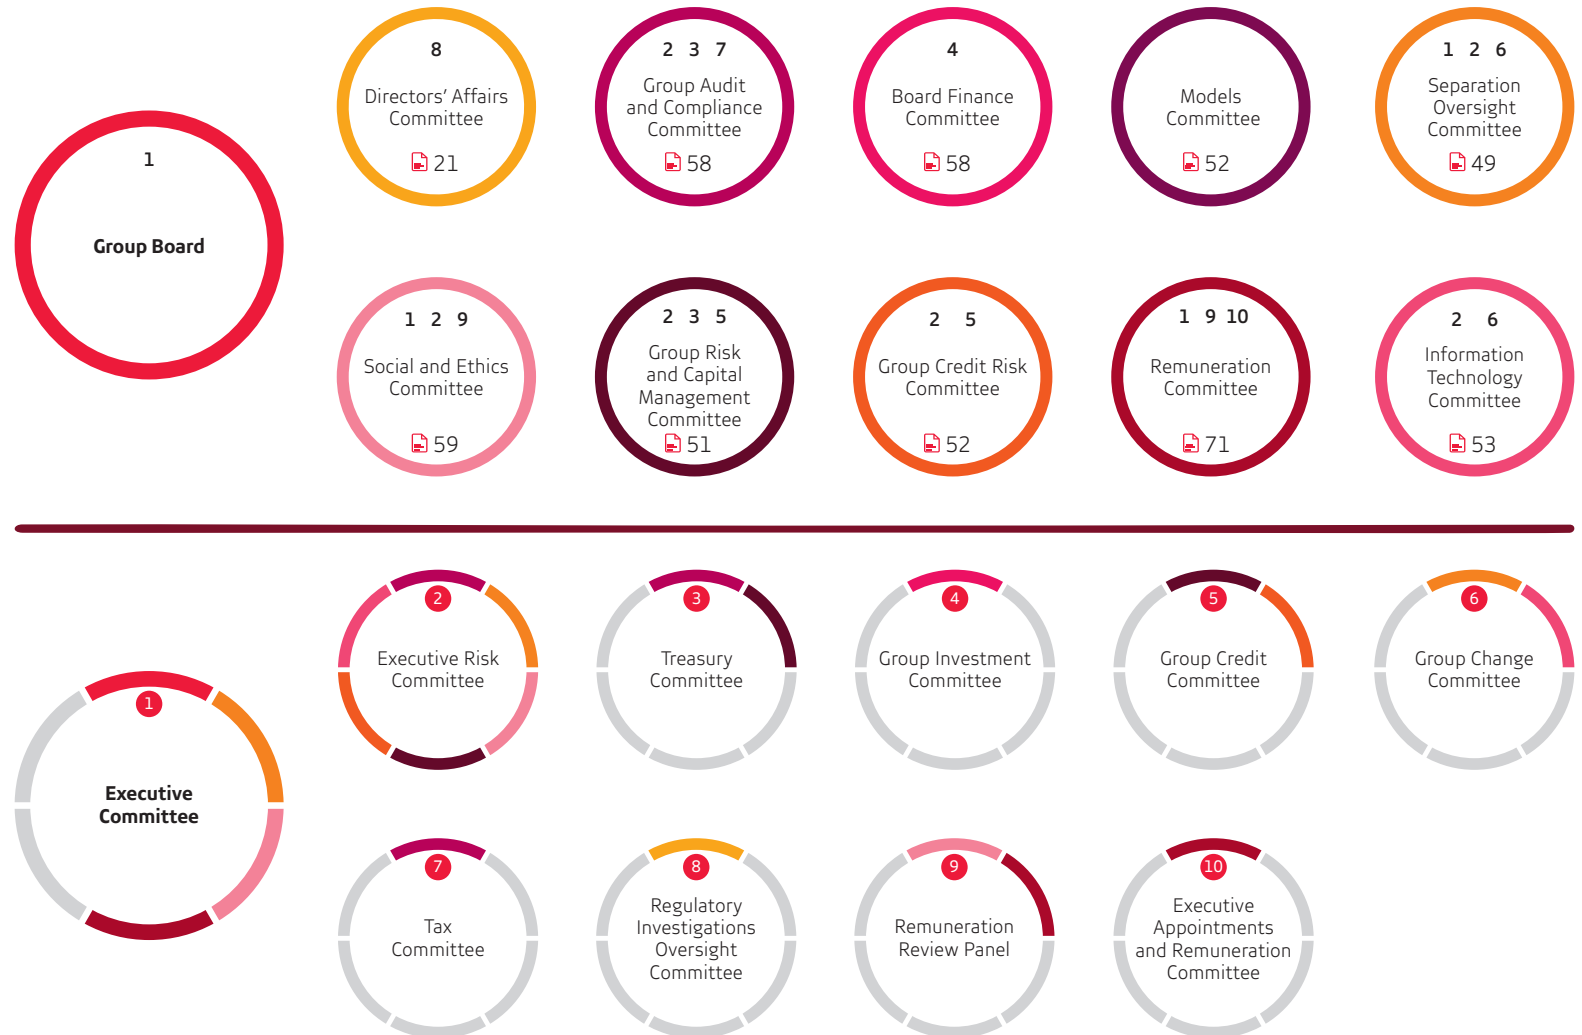 1
Group Board
8
Directors’ Affairs
Committee
21
2 3 7
Group Audit
and Compliance
Committee
58
4
Board Finance
Committee
58
Models
Committee
52
1 2 6
Separation
Oversight
Committee
49
1 2 9
Social and Ethics
Committee
59
2 3 5
Group Risk
and Capital
Management
Committee
51
2 5
Group Credit Risk
Committee
52
1 9 10
Remuneration
Committee
71
2 6
Information
Technology
Committee
53
1
Executive
Committee
2
Executive Risk
Committee
3
Treasury
Committee
4
Group Investment
Committee
5
Group Credit
Committee
6
Group Change
Committee
7
Tax
Committee
8
Regulatory
Investigations
Oversight
Committee
9
Remuneration
Review Panel
10
Executive
Appointments
and Remuneration
Committee